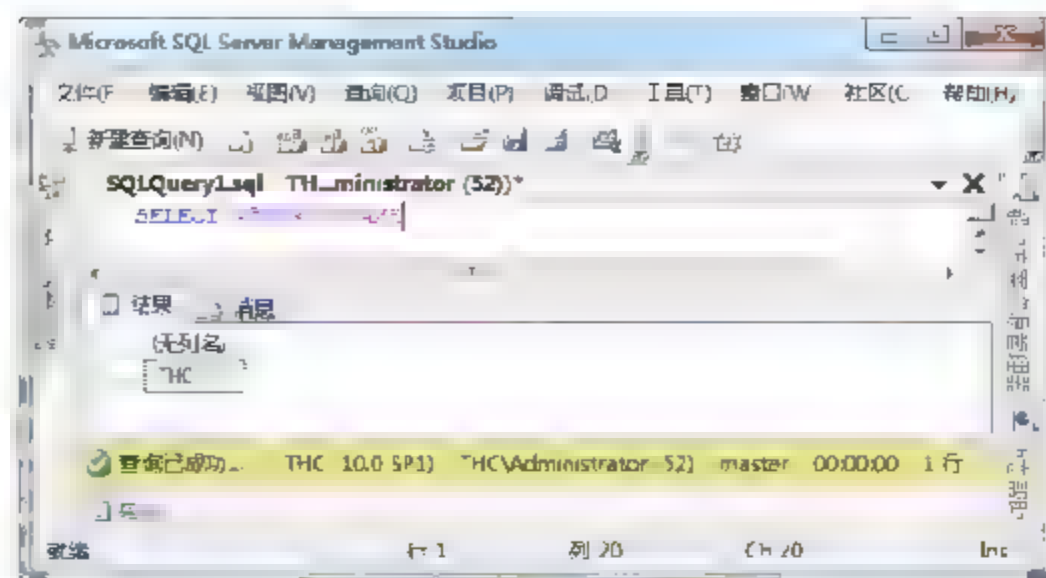 Microsoft SQL Server Management Studio
文件(F 编辑(E) 视图(V) 查询(Q) 项目(P) 调试(D 工具(T) 窗口(W 社区(C 帮助(H)
新建查询(N)
SQLQuery1.sql TH...ministrator (52))*
SELECT
结果 消息
(无列名)
THC
查询已成功... THC (10.0 SP1) THC\Administrator (52) master 00:00:00 1 行
就绪 行 1 列 20 Ch 20 Ins